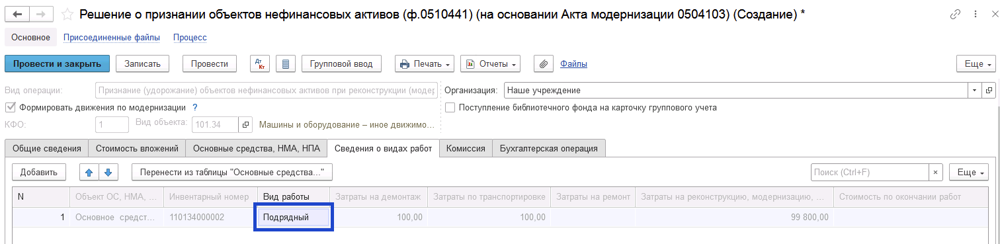 Решение о признании объектов нефинансовых активов (ф.0510441) (на основании Акта модернизации 0504103) (Создание) *
Основное Присоединенные файлы Процесс
Провести и закрыть Записать Провести Дт Кт Групповой ввод Печать Отчеты Файлы Еще
Вид операции: Признание (удорожание) объектов нефинансовых активов при реконструкции (модер Организация: Наше учреждение
Формировать движения по модернизации ? Поступление библиотечного фонда на карточку группового учета
КФО: 1 Вид объекта: 101.34 Машины и оборудование – иное движимо...
Общие сведения Стоимость вложений Основные средства, НМА, НПА Сведения о видах работ Комиссия Бухгалтерская операция
Добавить Перенести из таблицы "Основные средства..." Поиск (Ctrl+F) × Еще
N Объект ОС, НМА, ... Инвентарный номер Вид работы Затраты на демонтаж Затраты по транспортировке Затраты на ремонт Затраты на реконструкцию, модернизацию, ... Стоимость по окончании работ
1 Основное средст... 110134000002 Подрядный 100,00 100,00 99 800,00